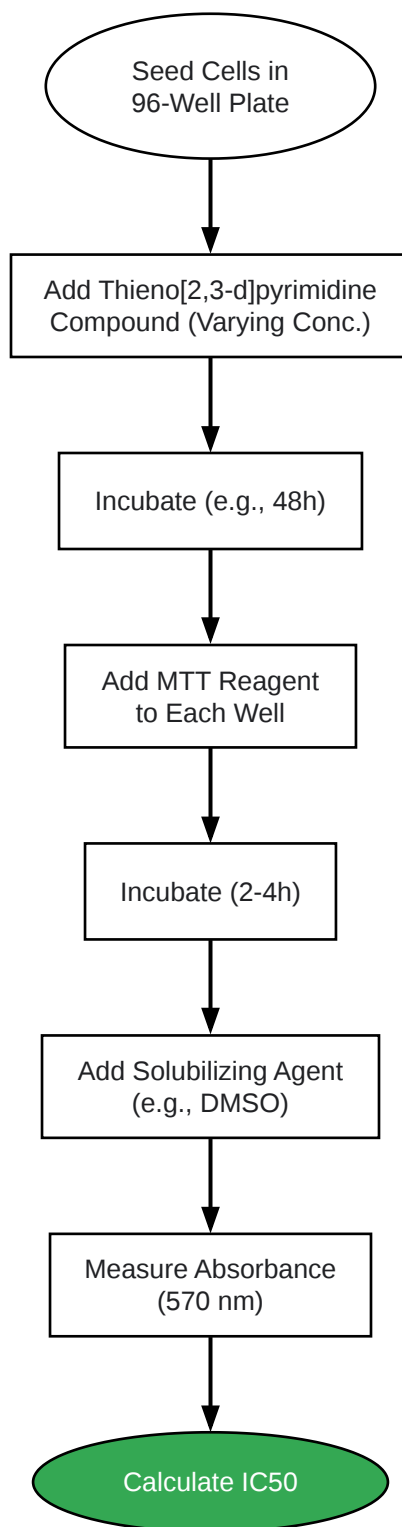 Seed Cells in
96-Well Plate
Add Thieno[2,3-d]pyrimidine
Compound (Varying Conc.)
Incubate (e.g., 48h)
Add MTT Reagent
to Each Well
Incubate (2-4h)
Add Solubilizing Agent
(e.g., DMSO)
Measure Absorbance
(570 nm)
Calculate IC50